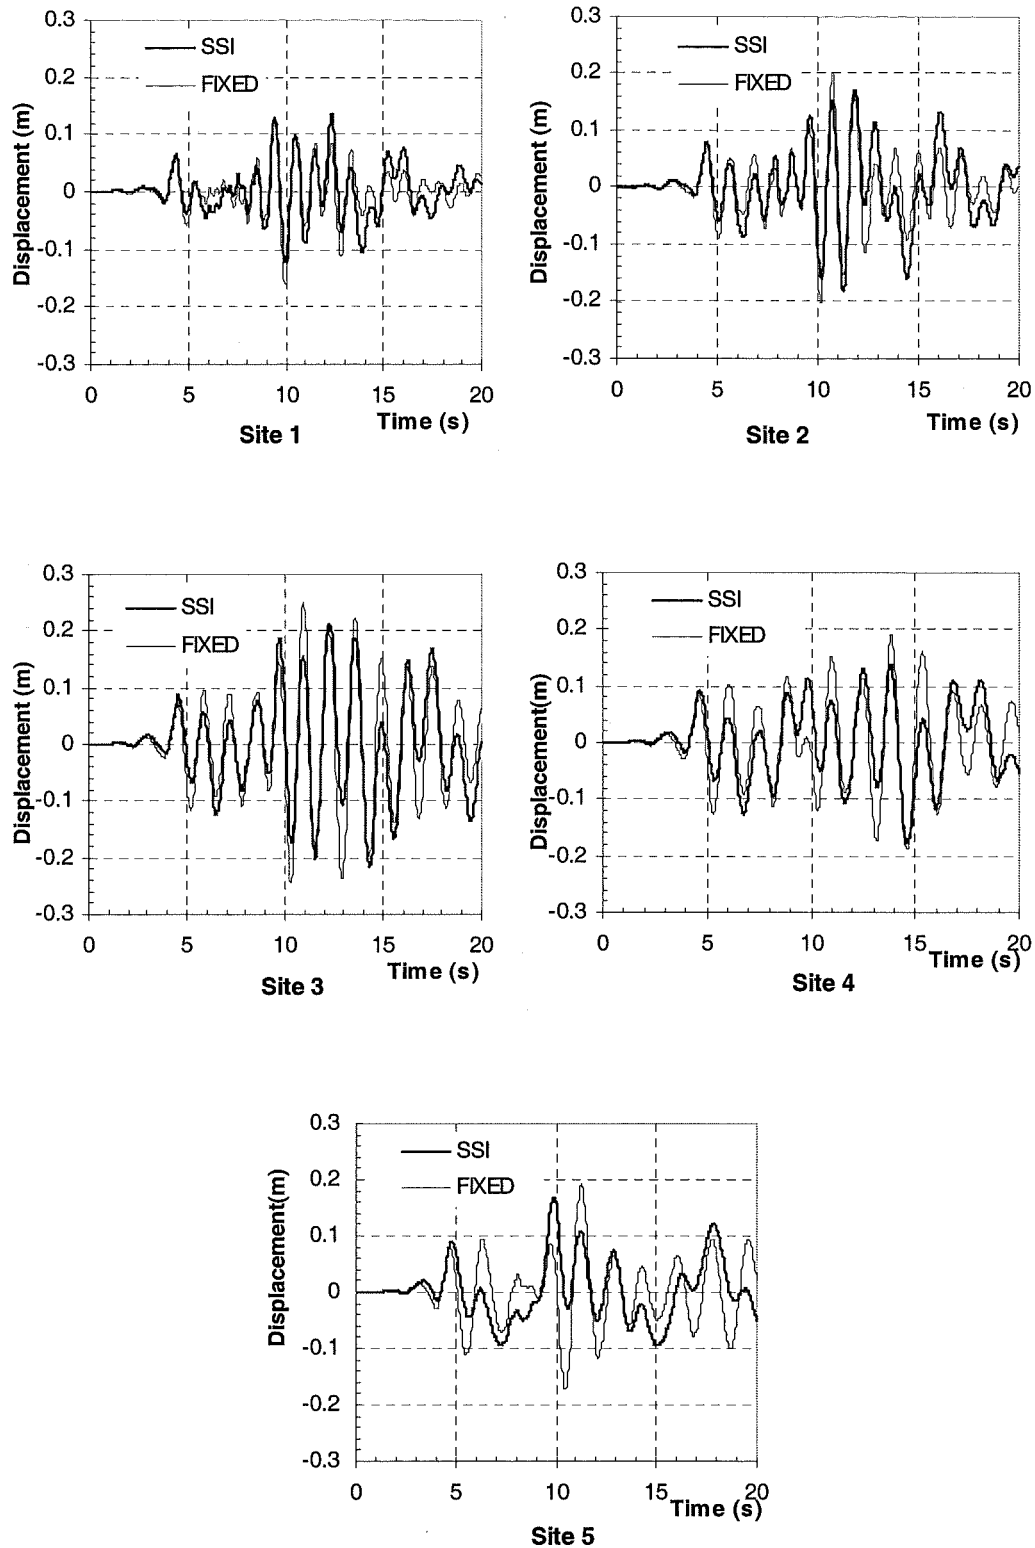 0.3
0.2
0.1
0
-0.1
-0.2
-0.3
Displacement (m)
SSI
FIXED
0 5 10 15 20
Time (s)
Site 1
0.3
0.2
0.1
0
-0.1
-0.2
-0.3
Displacement (m)
SSI
FIXED
0 5 10 15 20
Time (s)
Site 2
0.3
0.2
0.1
0
-0.1
-0.2
-0.3
Displacement (m)
SSI
FIXED
0 5 10 15 20
Time (s)
Site 3
0.3
0.2
0.1
0
-0.1
-0.2
-0.3
Displacement(m)
SSI
FIXED
0 5 10 15 20
Time (s)
Site 4
0.3
0.2
0.1
0
-0.1
-0.2
-0.3
Displacement(m)
SSI
FIXED
0 5 10 15 20
Time (s)
Site 5